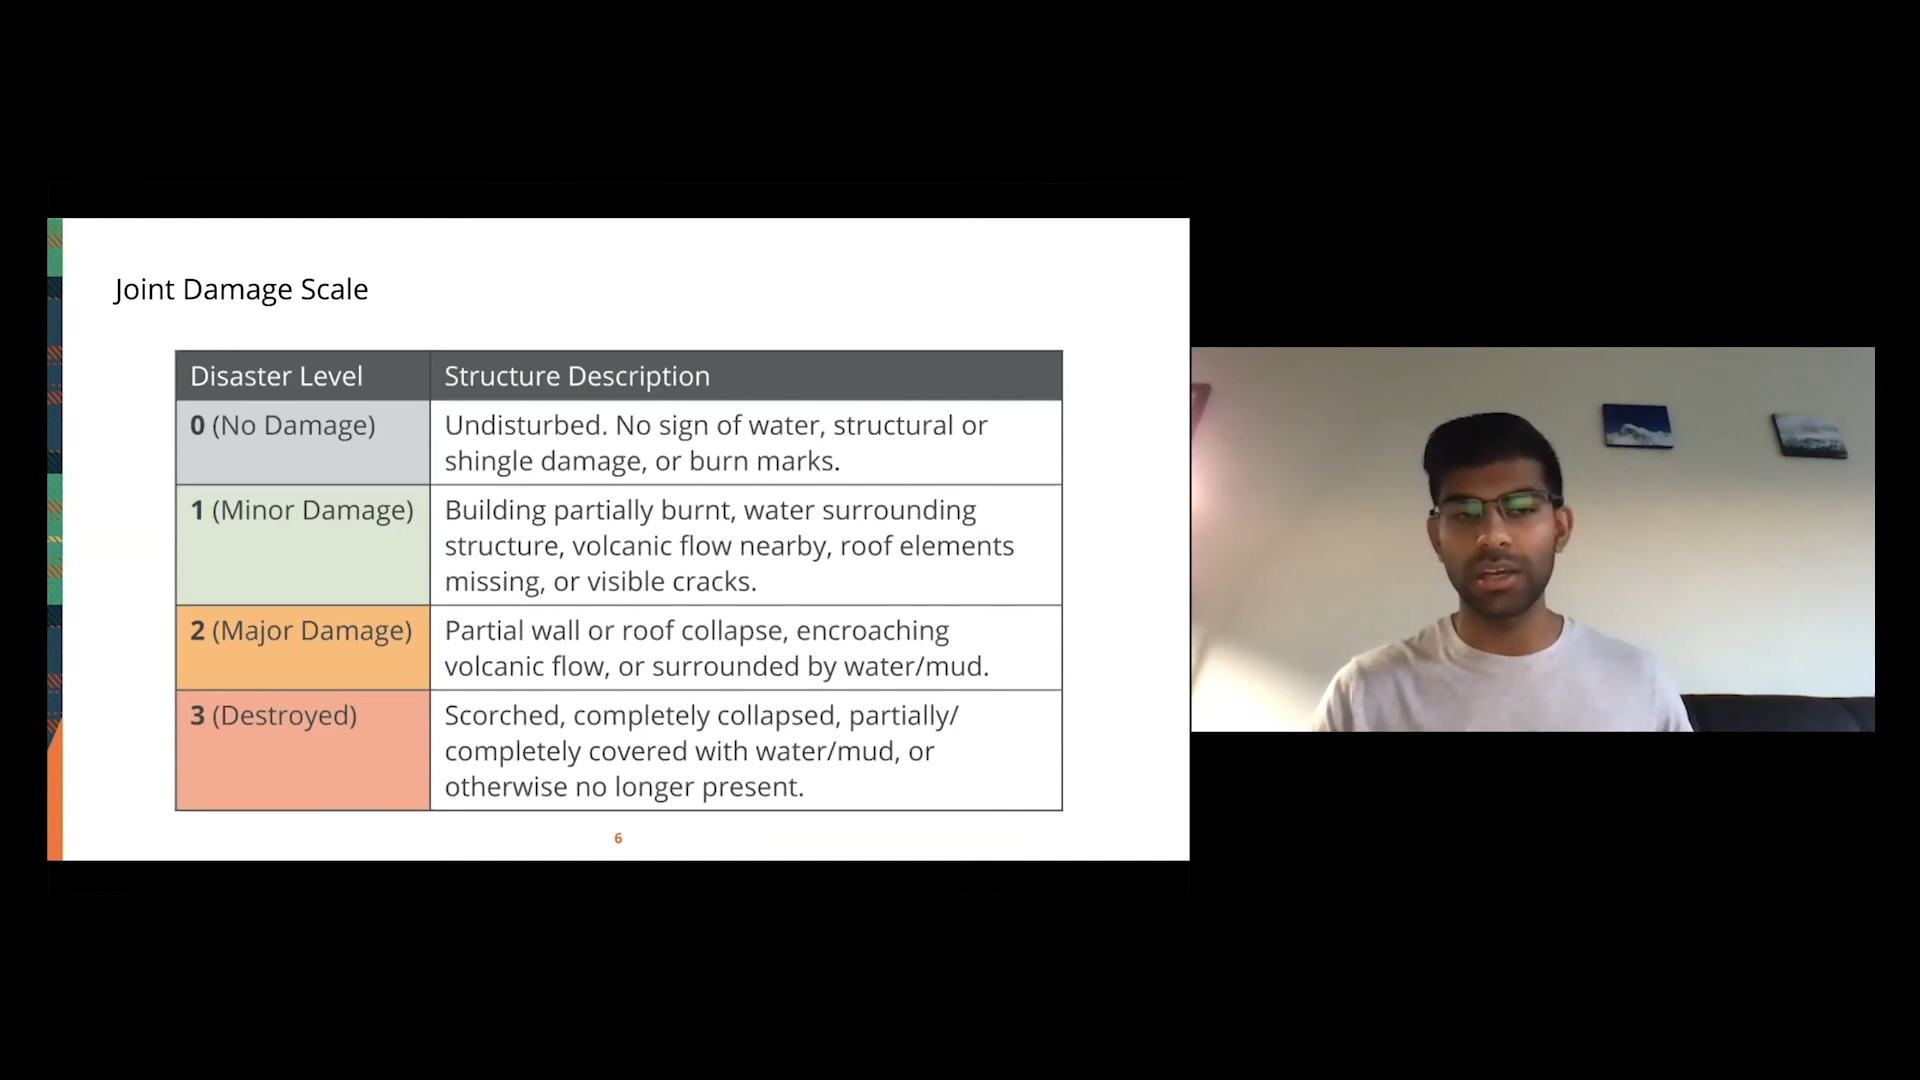 Joint Damage Scale
Disaster Level
Structure Description
0 (No Damage)
Undisturbed. No sign of water, structural or
shingle damage, or burn marks.
1 (Minor Damage)
Building partially burnt, water surrounding
structure, volcanic flow nearby, roof elements
missing, or visible cracks.
2 (Major Damage)
Partial wall or roof collapse, encroaching
volcanic flow, or surrounded by water/mud.
3 (Destroyed)
Scorched, completely collapsed, partially/
completely covered with water/mud, or
otherwise no longer present.
6